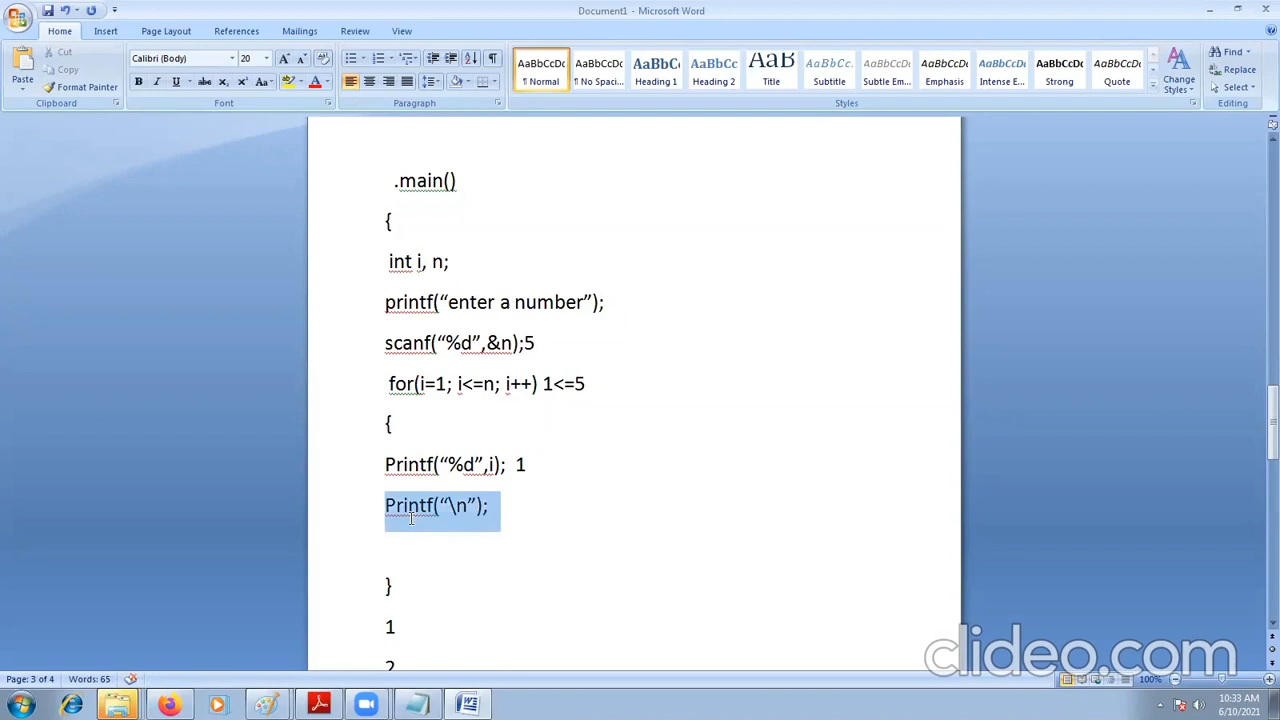 Document1 - Microsoft Word
Home Insert Page Layout References Mailings Review View
Paste
Cut
Copy
Format Painter
Clipboard
Calibri (Body) 20
Font
Paragraph
AaBbCcDc AaBbCcDc AaBbC AaBbCc AaB AaBbCc. AaBbCcDc AaBbCcDc AaBbCcDc AaBbCcDc AaBbCcDc
¶ Normal ¶ No Spaci... Heading 1 Heading 2 Title Subtitle Subtle Em... Emphasis Intense E... Strong Quote
Styles
Change
Styles
Find
Replace
Select
Editing
.main()
{
int i, n;
printf(“enter a number”);
scanf(“%d”,&n);5
for(i=1; i<=n; i++) 1<=5
{
Printf(“%d”,i); 1
Printf(“\n”);
}
1
2
clideo.com
Page: 3 of 4 Words: 65
100%
10:33 AM
6/10/2021